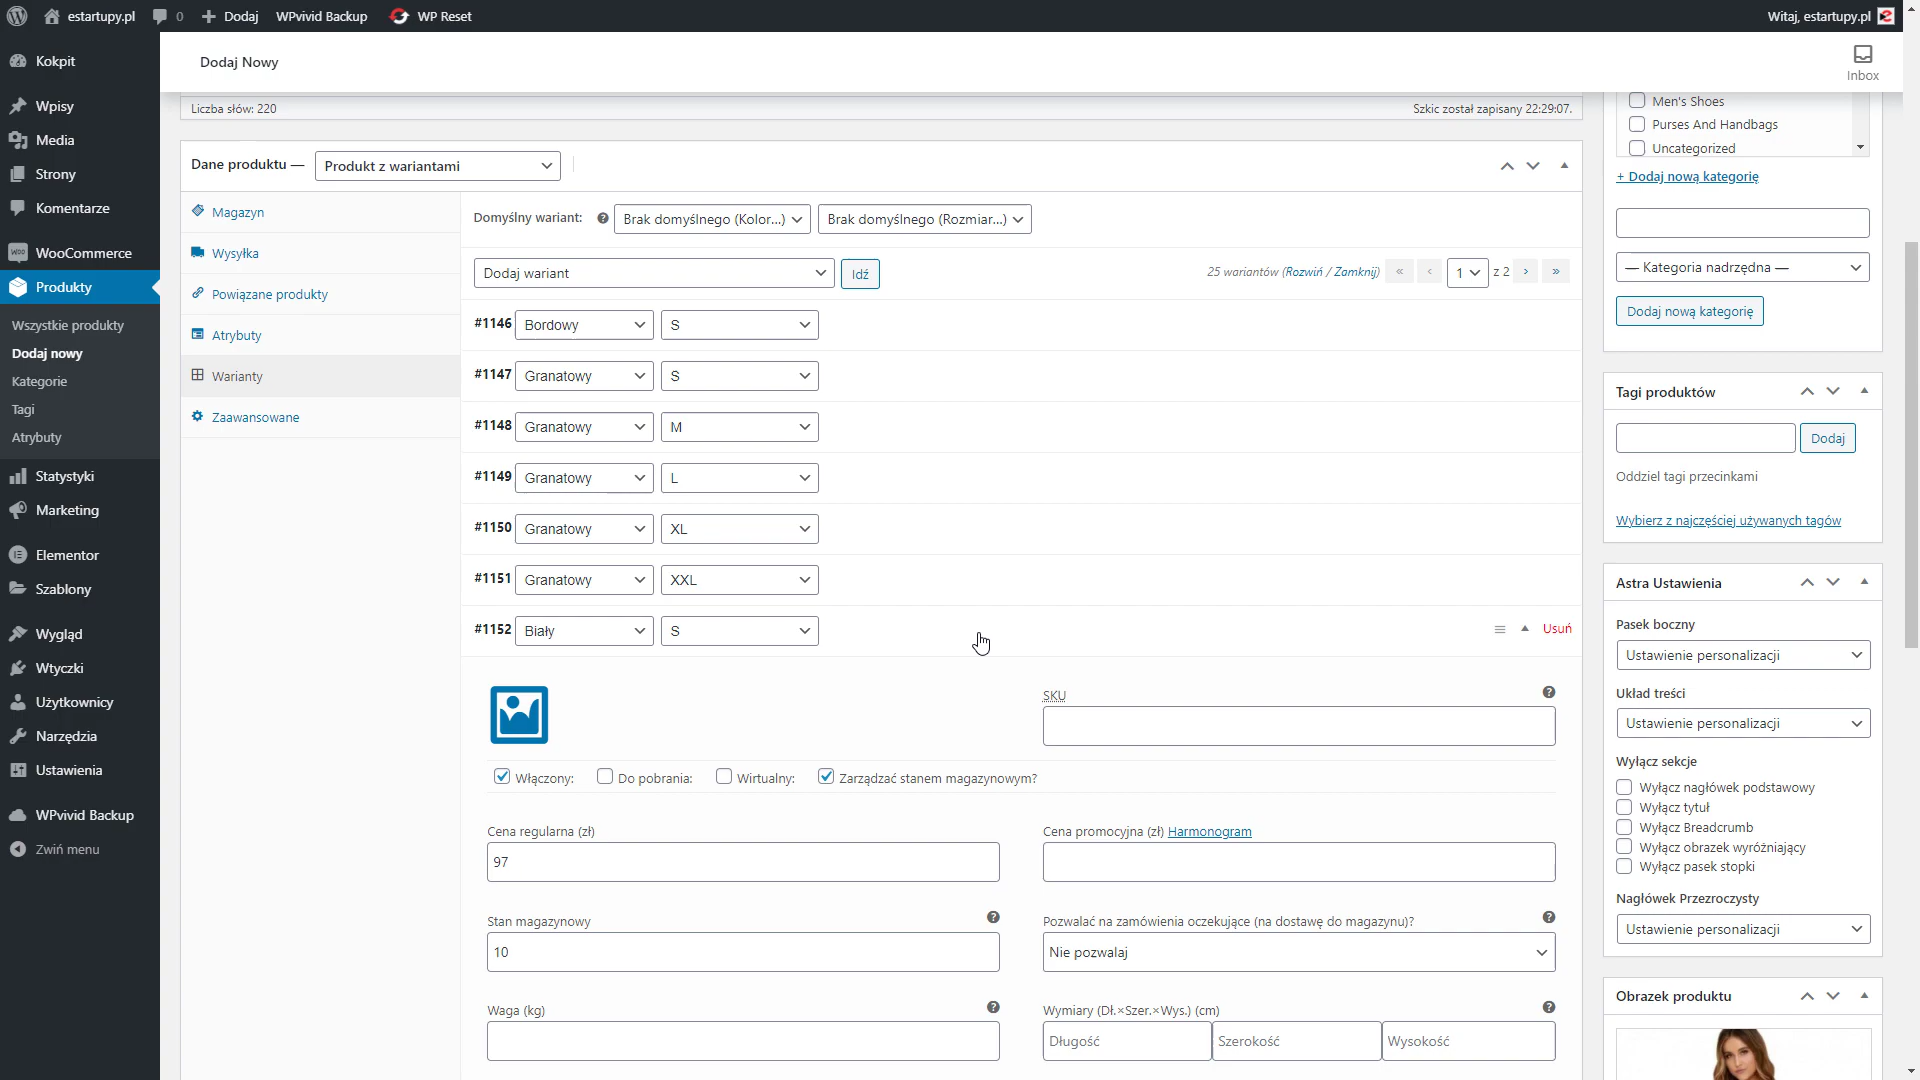 estartupy.pl
0
Dodaj
WPvivid Backup
WP Reset
Witaj, estartupy.pl
Kokpit
Wpisy
Media
Strony
Komentarze
WooCommerce
Produkty
Wszystkie produkty
Dodaj nowy
Kategorie
Tagi
Atrybuty
Statystyki
Marketing
Elementor
Szablony
Wygląd
Wtyczki
Użytkownicy
Narzędzia
Ustawienia
WPvivid Backup
Zwiń menu
Dodaj Nowy
Inbox
Liczba słów: 220
Szkic został zapisany 22:29:07.
Dane produktu —
Produkt z wariantami
Magazyn
Wysyłka
Powiązane produkty
Atrybuty
Warianty
Zaawansowane
Domyślny wariant:
Brak domyślnego (Kolor...)
Brak domyślnego (Rozmiar...)
Dodaj wariant
Idź
25 wariantów (Rozwiń / Zamknij)
«
‹
1
z 2
›
»
#1146 Bordowy S
#1147 Granatowy S
#1148 Granatowy M
#1149 Granatowy L
#1150 Granatowy XL
#1151 Granatowy XXL
#1152 Biały S
Usuń
SKU
Włączony:
Do pobrania:
Wirtualny:
Zarządzać stanem magazynowym?
Cena regularna (zł)
97
Cena promocyjna (zł) Harmonogram
Stan magazynowy
10
Pozwalać na zamówienia oczekujące (na dostawę do magazynu)?
Nie pozwalaj
Waga (kg)
Wymiary (Dł.×Szer.×Wys.) (cm)
Długość
Szerokość
Wysokość
Men's Shoes
Purses And Handbags
Uncategorized
+ Dodaj nową kategorię
— Kategoria nadrzędna —
Dodaj nową kategorię
Tagi produktów
Dodaj
Oddziel tagi przecinkami
Wybierz z najczęściej używanych tagów
Astra Ustawienia
Pasek boczny
Ustawienie personalizacji
Układ treści
Ustawienie personalizacji
Wyłącz sekcje
Wyłącz nagłówek podstawowy
Wyłącz tytuł
Wyłącz Breadcrumb
Wyłącz obrazek wyróżniający
Wyłącz pasek stopki
Nagłówek Przezroczysty
Ustawienie personalizacji
Obrazek produktu